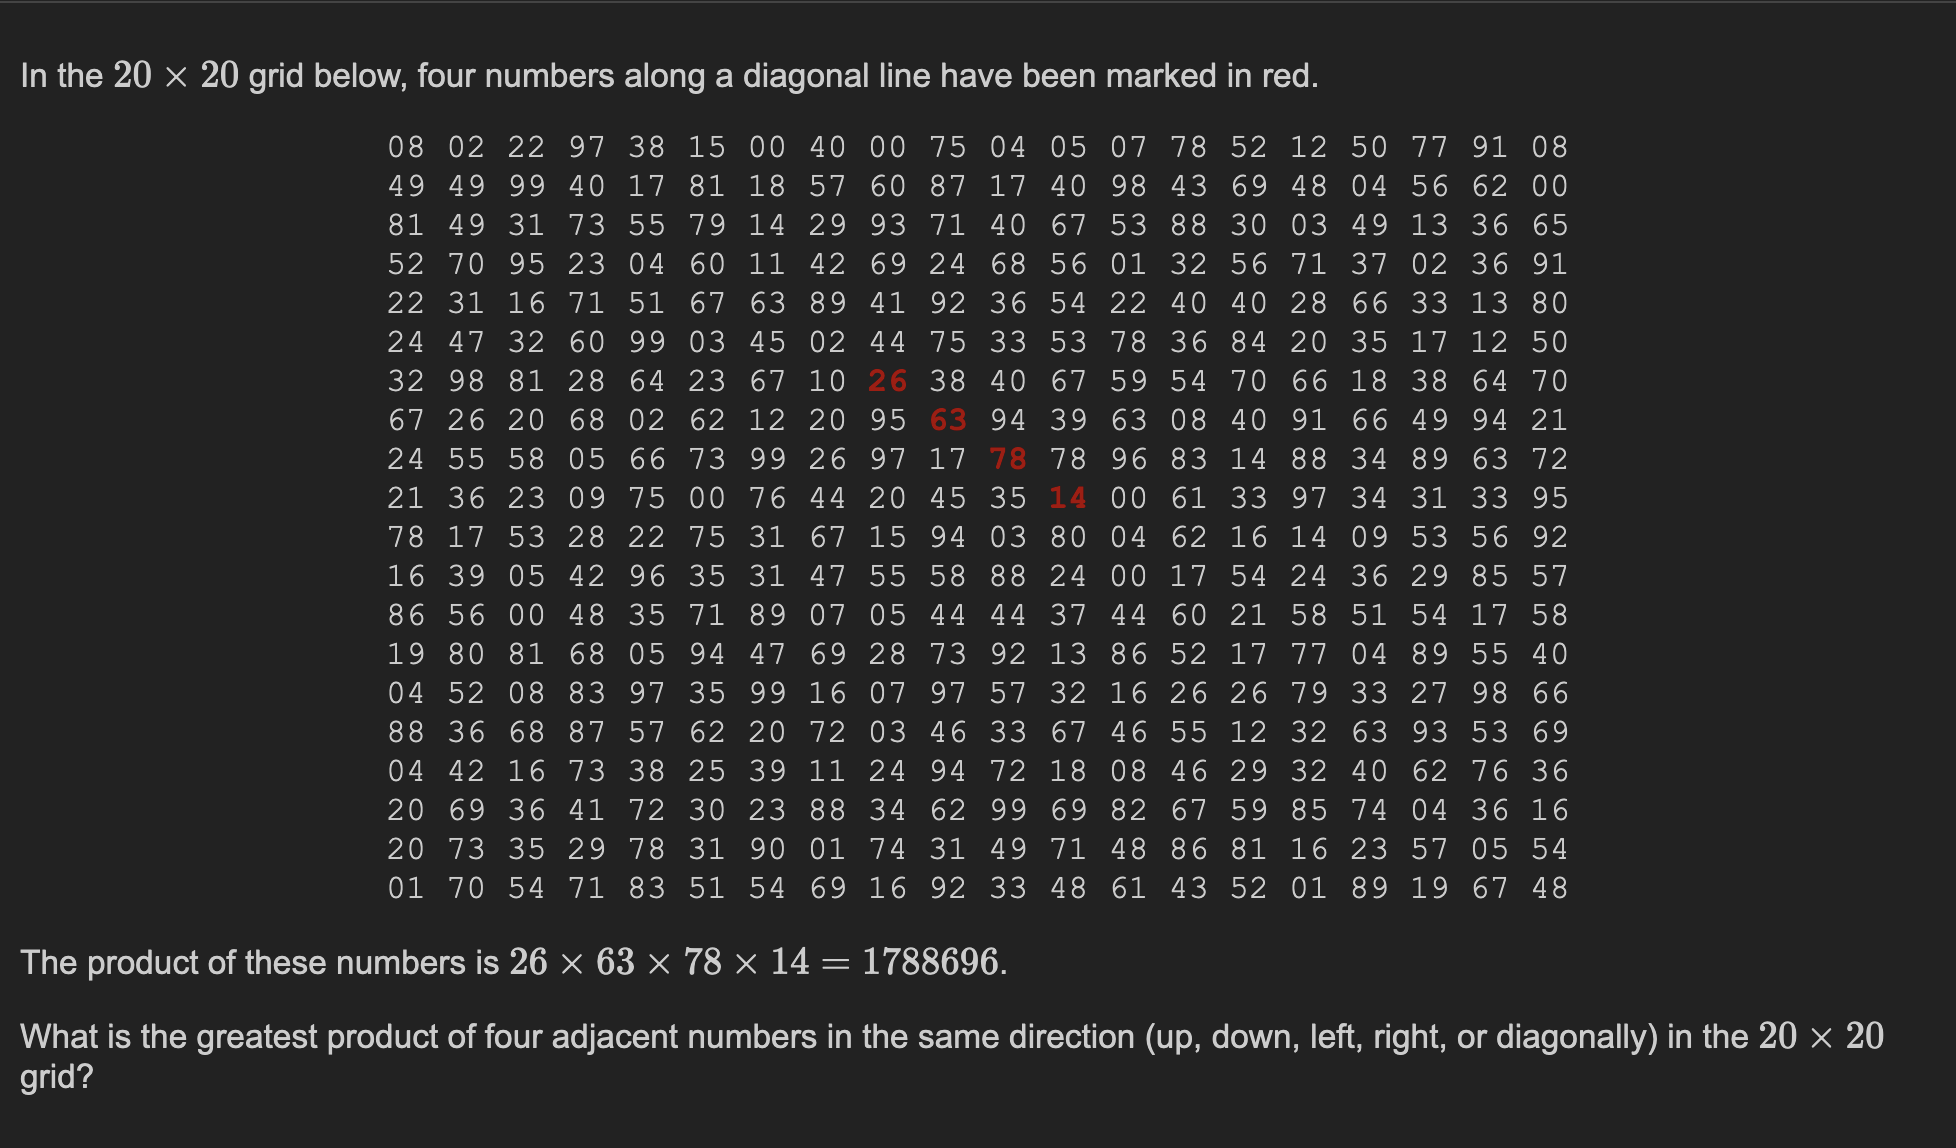 In the 20 × 20 grid below, four numbers along a diagonal line have been marked in red.
08 02 22 97 38 15 00 40 00 75 04 05 07 78 52 12 50 77 91 08
49 49 99 40 17 81 18 57 60 87 17 40 98 43 69 48 04 56 62 00
81 49 31 73 55 79 14 29 93 71 40 67 53 88 30 03 49 13 36 65
52 70 95 23 04 60 11 42 69 24 68 56 01 32 56 71 37 02 36 91
22 31 16 71 51 67 63 89 41 92 36 54 22 40 40 28 66 33 13 80
24 47 32 60 99 03 45 02 44 75 33 53 78 36 84 20 35 17 12 50
32 98 81 28 64 23 67 10 26 38 40 67 59 54 70 66 18 38 64 70
67 26 20 68 02 62 12 20 95 63 94 39 63 08 40 91 66 49 94 21
24 55 58 05 66 73 99 26 97 17 78 78 96 83 14 88 34 89 63 72
21 36 23 09 75 00 76 44 20 45 35 14 00 61 33 97 34 31 33 95
78 17 53 28 22 75 31 67 15 94 03 80 04 62 16 14 09 53 56 92
16 39 05 42 96 35 31 47 55 58 88 24 00 17 54 24 36 29 85 57
86 56 00 48 35 71 89 07 05 44 44 37 44 60 21 58 51 54 17 58
19 80 81 68 05 94 47 69 28 73 92 13 86 52 17 77 04 89 55 40
04 52 08 83 97 35 99 16 07 97 57 32 16 26 26 79 33 27 98 66
88 36 68 87 57 62 20 72 03 46 33 67 46 55 12 32 63 93 53 69
04 42 16 73 38 25 39 11 24 94 72 18 08 46 29 32 40 62 76 36
20 69 36 41 72 30 23 88 34 62 99 69 82 67 59 85 74 04 36 16
20 73 35 29 78 31 90 01 74 31 49 71 48 86 81 16 23 57 05 54
01 70 54 71 83 51 54 69 16 92 33 48 61 43 52 01 89 19 67 48
The product of these numbers is 26 × 63 × 78 × 14 = 1788696.
What is the greatest product of four adjacent numbers in the same direction (up, down, left, right, or diagonally) in the 20 × 20
grid?